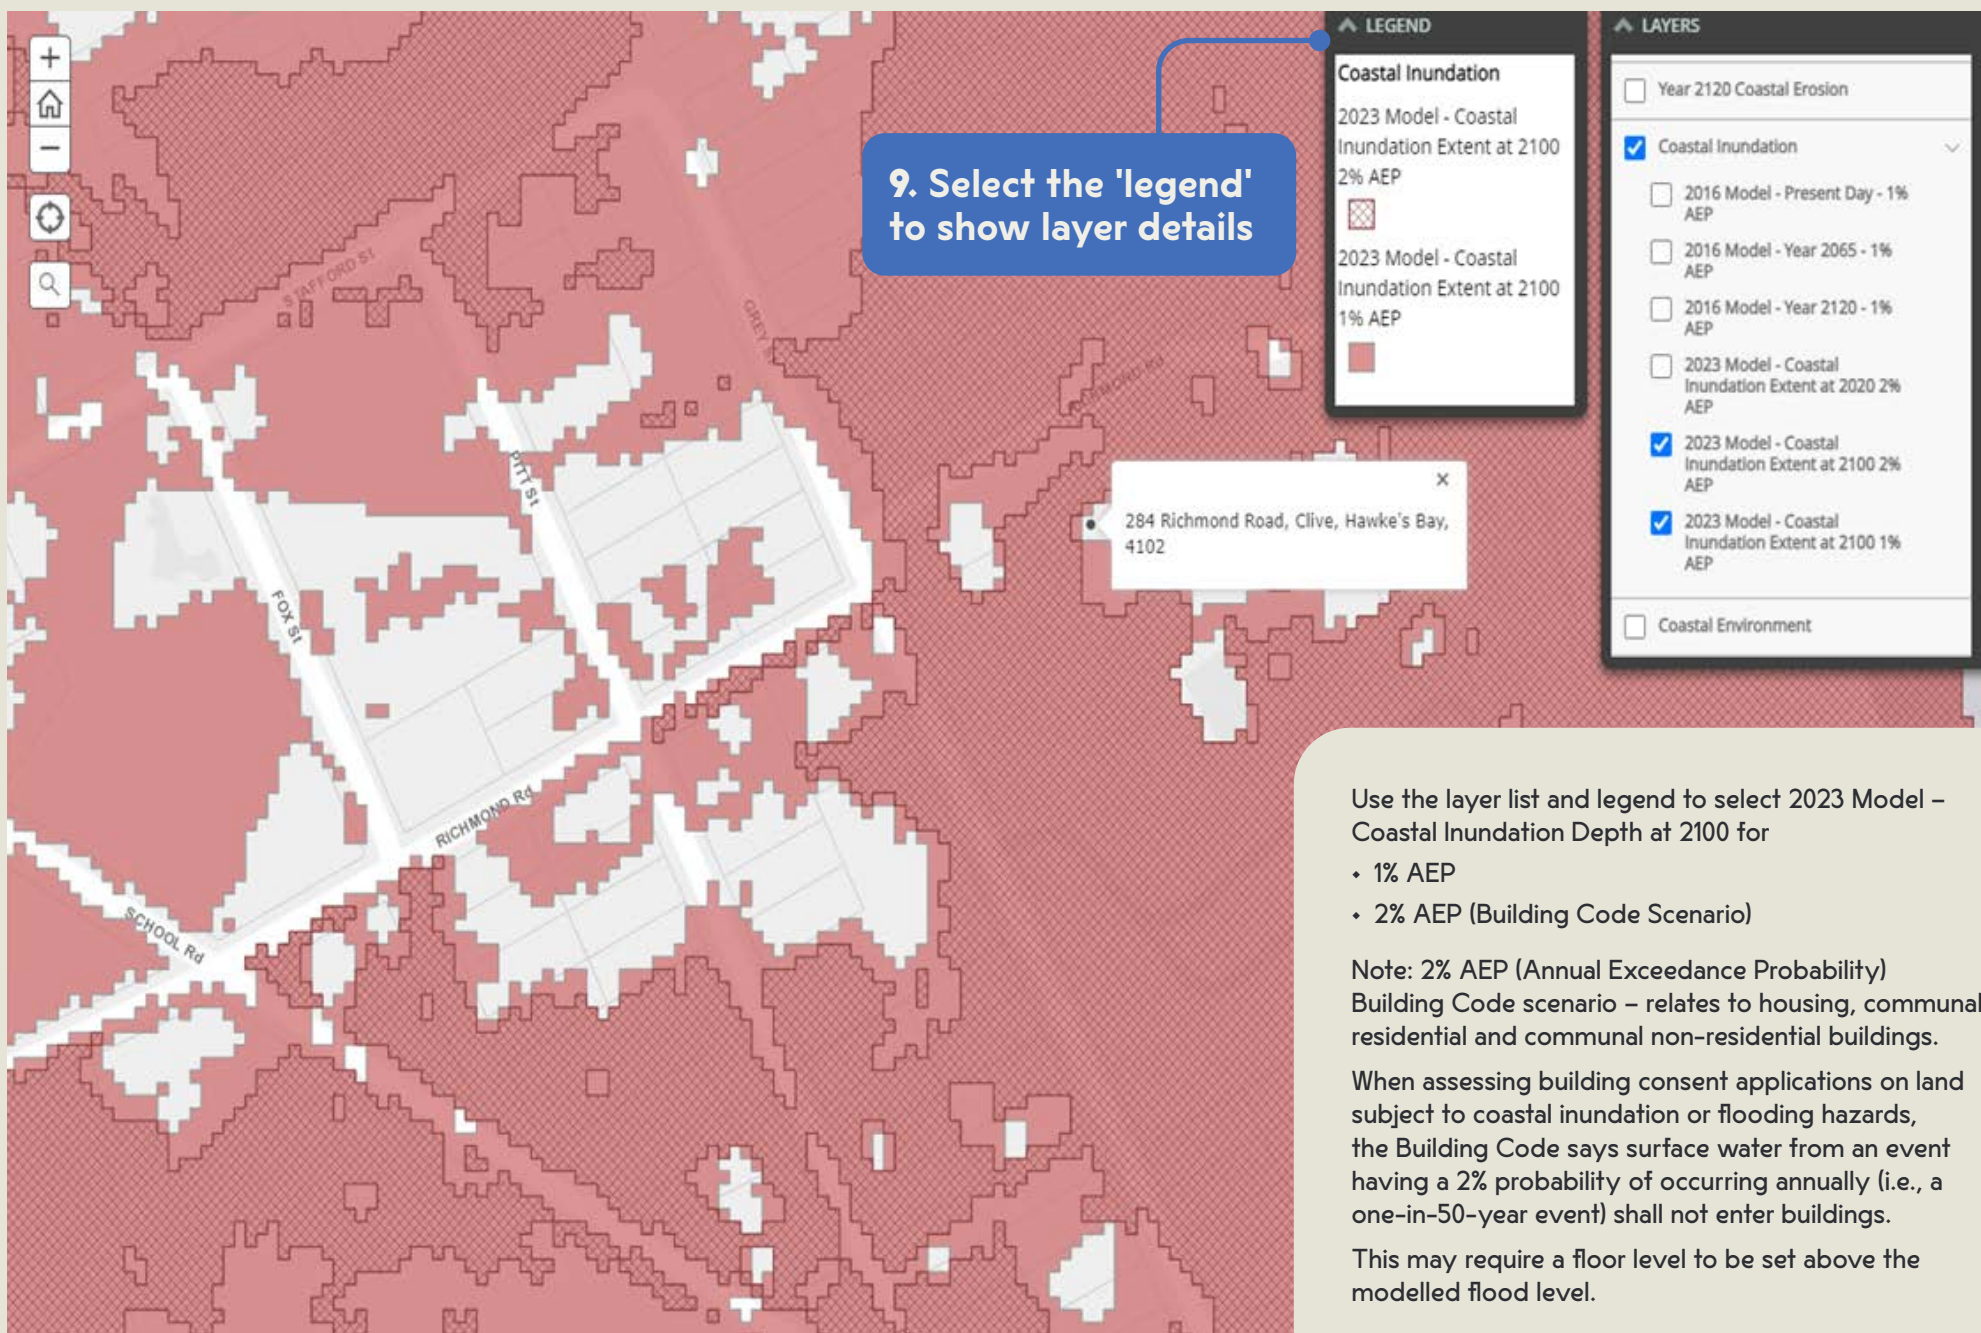 LEGEND
Coastal Inundation
2023 Model - Coastal
Inundation Extent at 2100
2% AEP
2023 Model - Coastal
Inundation Extent at 2100
1% AEP
LAYERS
Year 2120 Coastal Erosion
Coastal Inundation
2016 Model - Present Day - 1%
AEP
2016 Model - Year 2065 - 1%
AEP
2016 Model - Year 2120 - 1%
AEP
2023 Model - Coastal
Inundation Extent at 2020 2%
AEP
2023 Model - Coastal
Inundation Extent at 2100 2%
AEP
2023 Model - Coastal
Inundation Extent at 2100 1%
AEP
Coastal Environment
9. Select the 'legend'
to show layer details
STAFFORD St
GREY
PITT St
FOX St
RICHMOND Rd
RICHMOND Rd
SCHOOL Rd
284 Richmond Road, Clive, Hawke's Bay,
4102
Use the layer list and legend to select 2023 Model –
Coastal Inundation Depth at 2100 for
• 1% AEP
• 2% AEP (Building Code Scenario)
Note: 2% AEP (Annual Exceedance Probability)
Building Code scenario – relates to housing, communal
residential and communal non-residential buildings.
When assessing building consent applications on land
subject to coastal inundation or flooding hazards,
the Building Code says surface water from an event
having a 2% probability of occurring annually (i.e., a
one-in-50-year event) shall not enter buildings.
This may require a floor level to be set above the
modelled flood level.